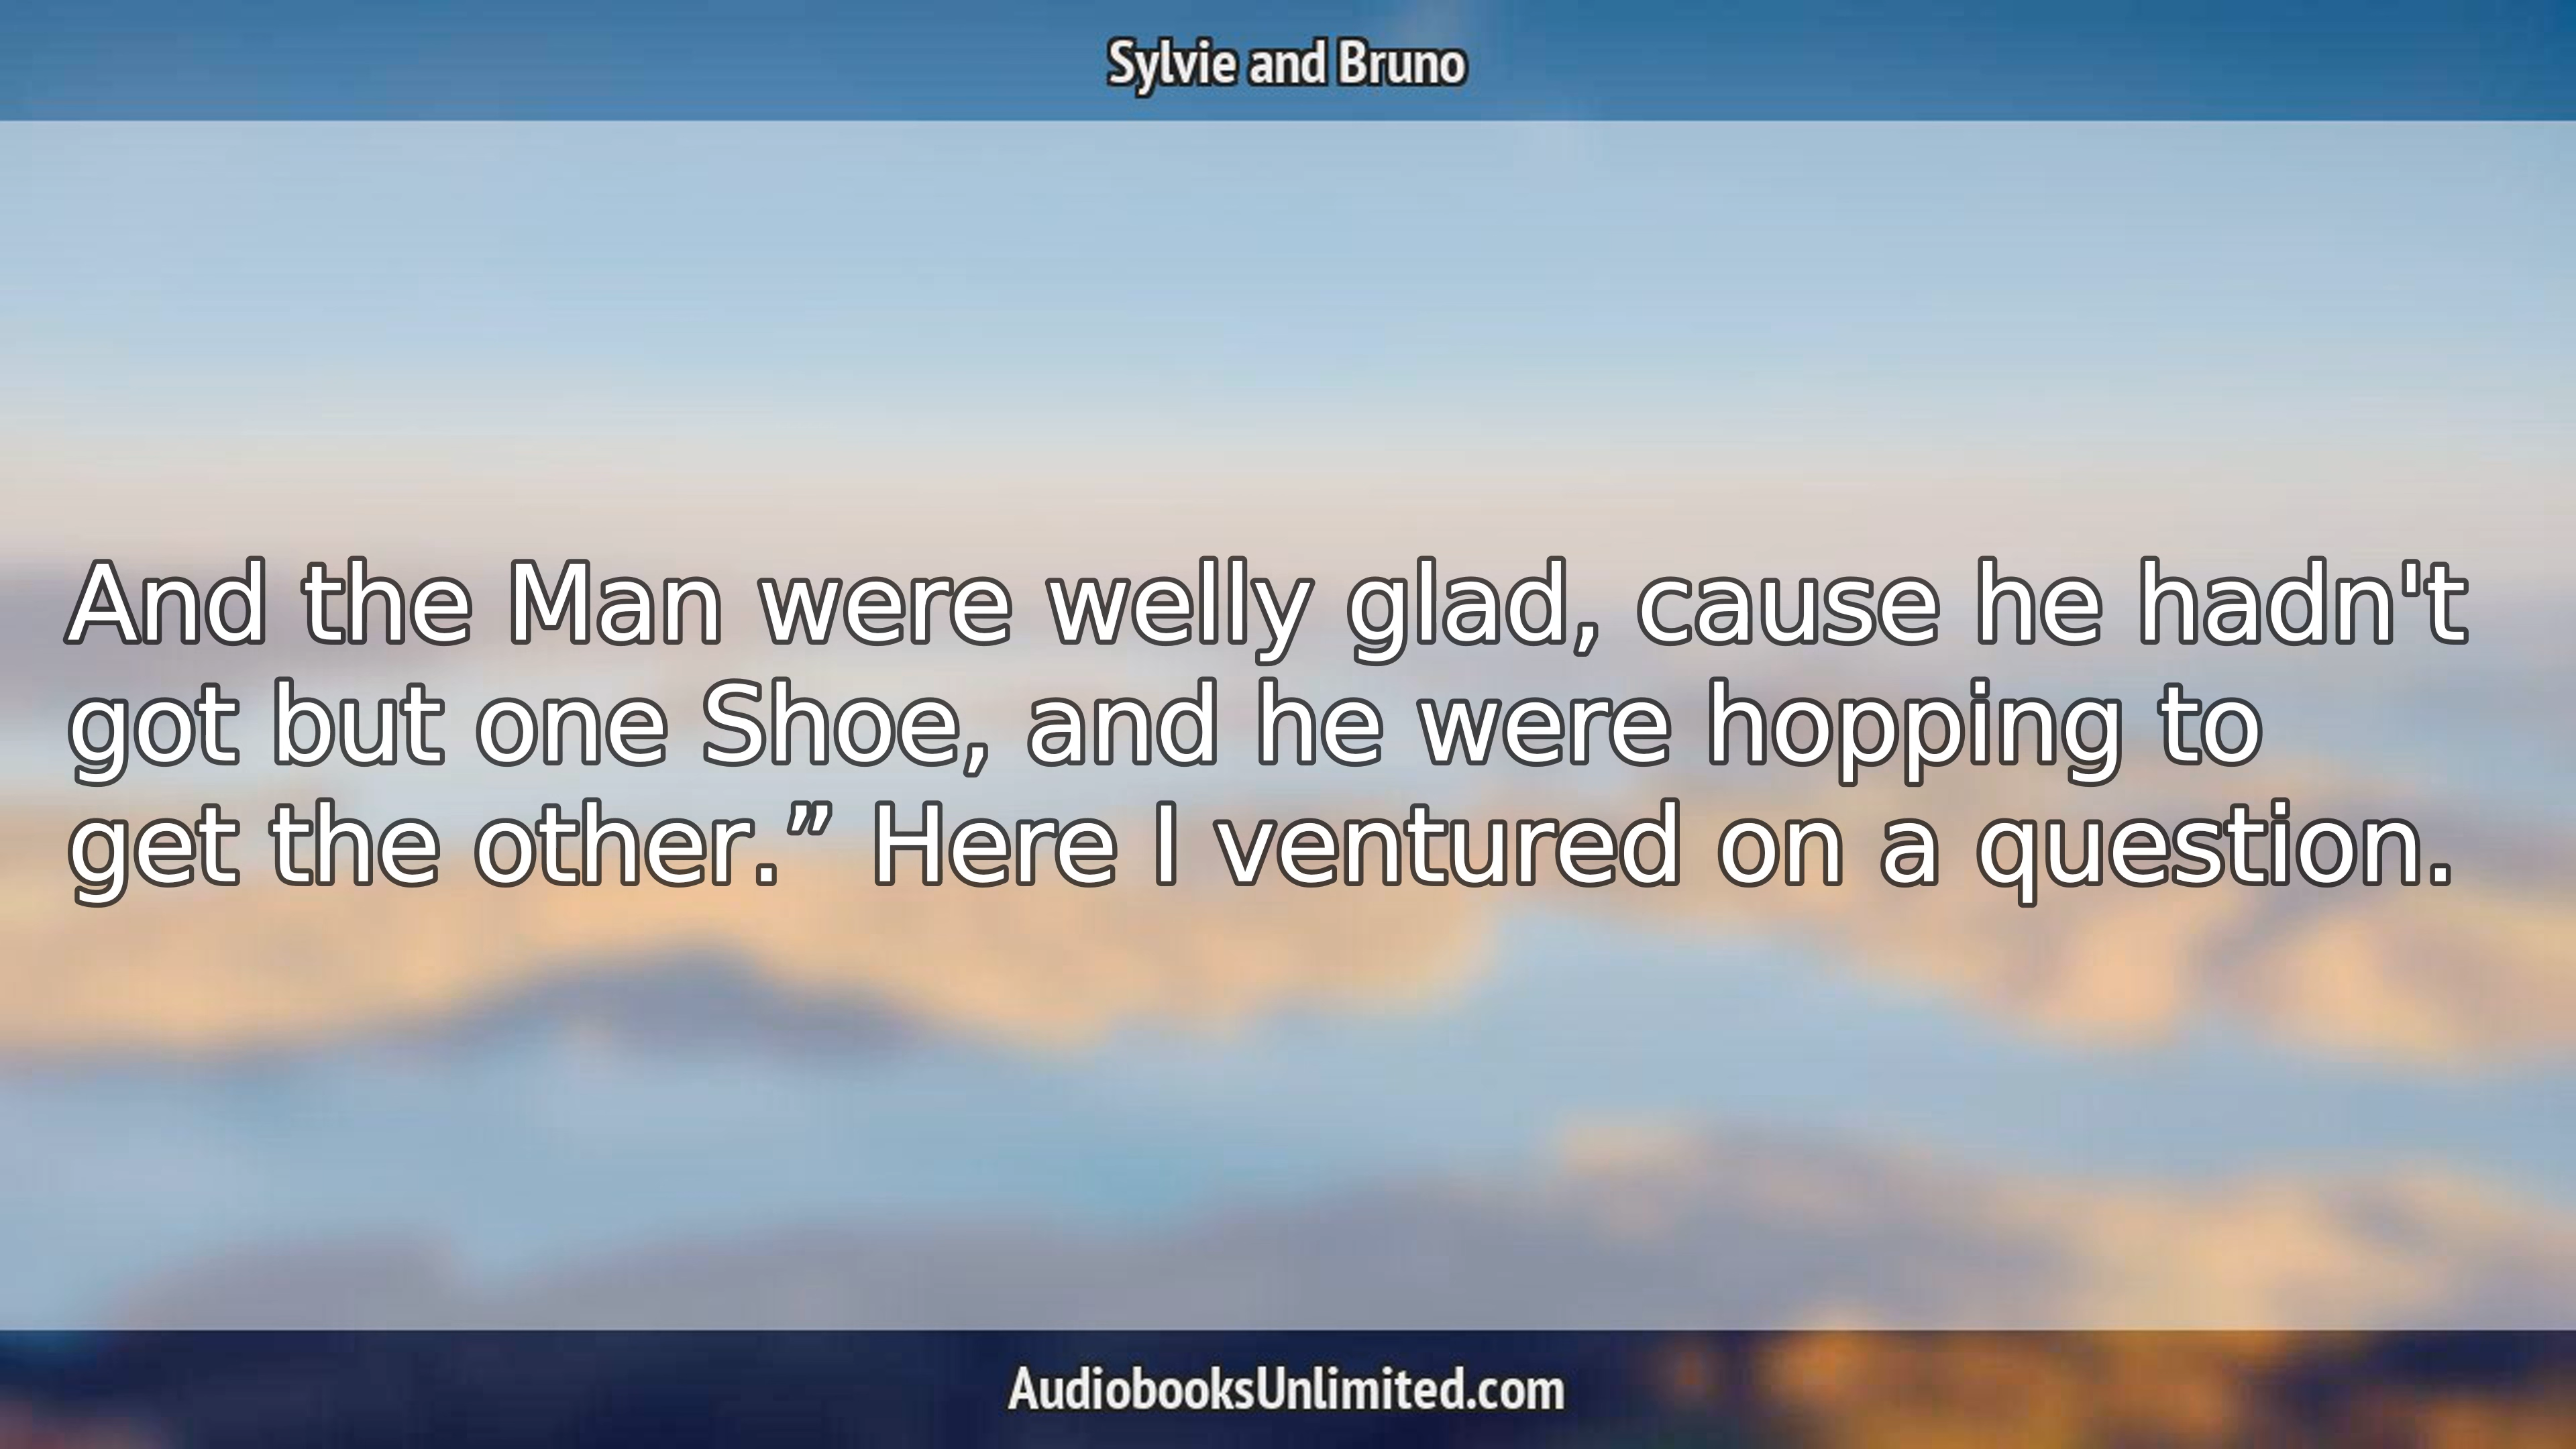 Sylvie and Bruno
And the Man were welly glad, cause he hadn't
got but one Shoe, and he were hopping to
get the other.” Here I ventured on a question.
AudiobooksUnlimited.com